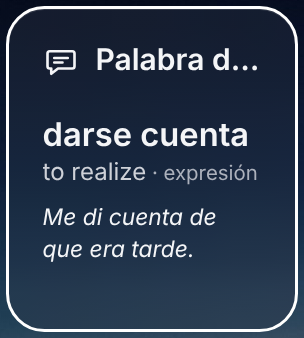 Palabra d...
darse cuenta
to realize · expresión
Me di cuenta de
que era tarde.